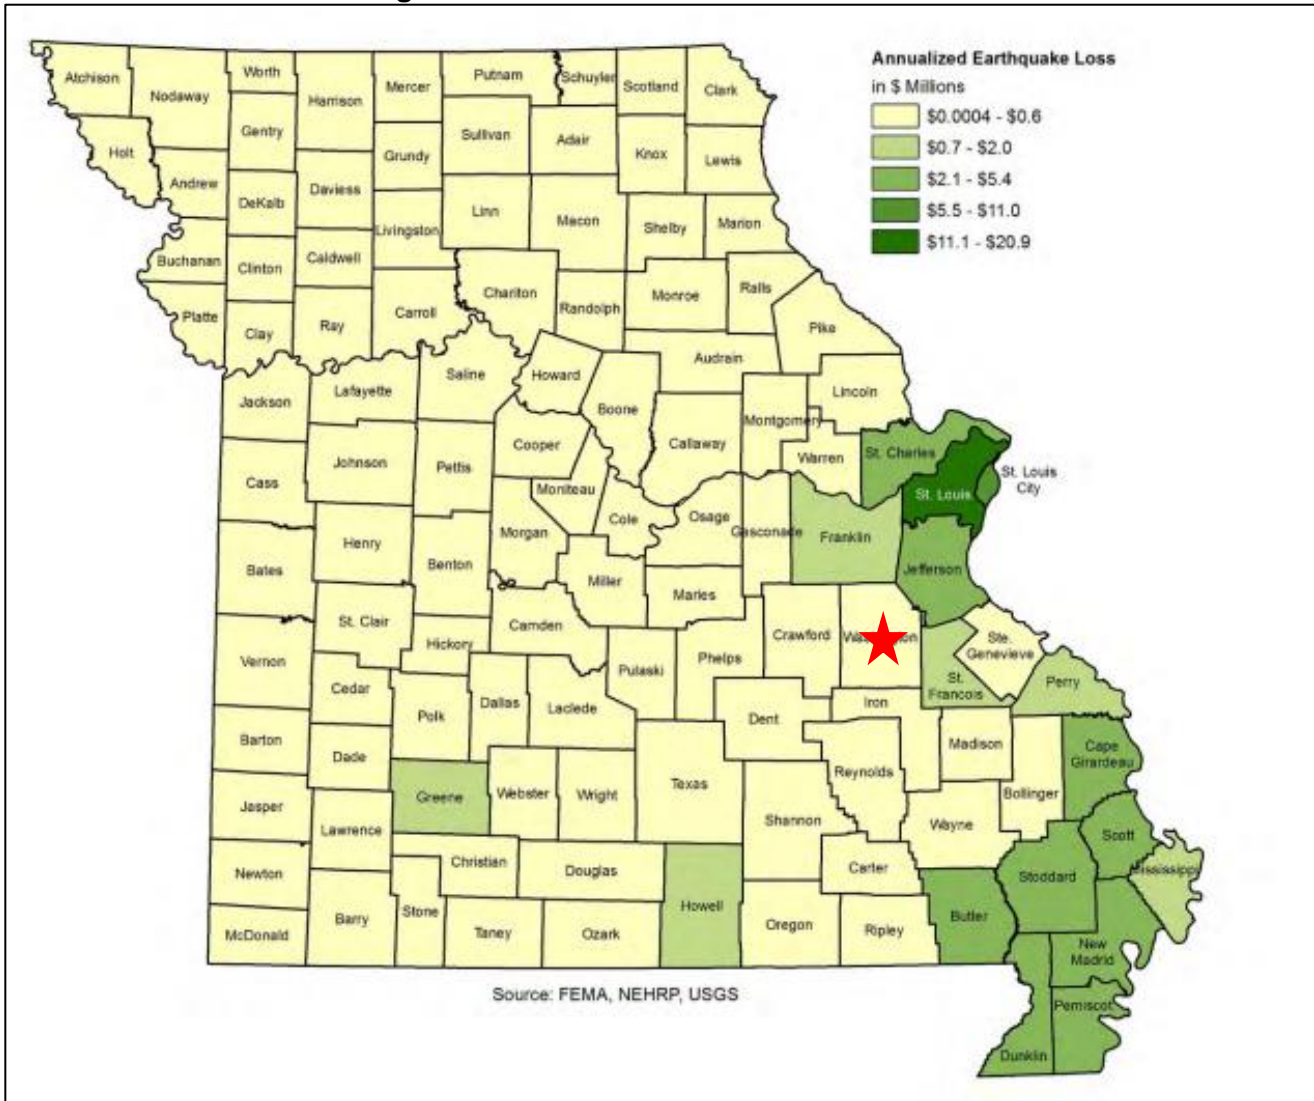 Annualized Earthquake Loss
in $ Millions
$0.0004 - $0.6
$0.7 - $2.0
$2.1 - $5.4
$5.5 - $11.0
$11.1 - $20.9
Atchison
Nodaway
Worth
Harrison
Mercer
Putnam
Schuyler
Scotland
Clark
Holt
Andrew
Gentry
DeKalb
Daviess
Grundy
Sullivan
Adair
Knox
Lewis
Buchanan
Clinton
Caldwell
Livingston
Linn
Macon
Shelby
Marion
Platte
Clay
Ray
Carroll
Chariton
Randolph
Monroe
Ralls
Pike
Audrain
Jackson
Lafayette
Saline
Howard
Boone
Callaway
Montgomery
Lincoln
Warren
St. Charles
St. Louis
St. Louis
City
Cass
Johnson
Pettis
Cooper
Moniteau
Cole
Osage
Gasconade
Franklin
Jefferson
Bates
Henry
Benton
Morgan
Miller
Maries
Vernon
St. Clair
Hickory
Camden
Pulaski
Phelps
Crawford
Ste.
Genevieve
St.
Francois
Perry
Cedar
Polk
Dallas
Laclede
Dent
Iron
Madison
Cape
Girardeau
Barton
Dade
Greene
Webster
Wright
Texas
Reynolds
Bollinger
Jasper
Lawrence
Christian
Douglas
Shannon
Wayne
Scott
Mississippi
Newton
Stone
Howell
Carter
Stoddard
McDonald
Barry
Taney
Ozark
Oregon
Ripley
Butler
New
Madrid
Pemiscot
Dunklin
Source: FEMA, NEHRP, USGS